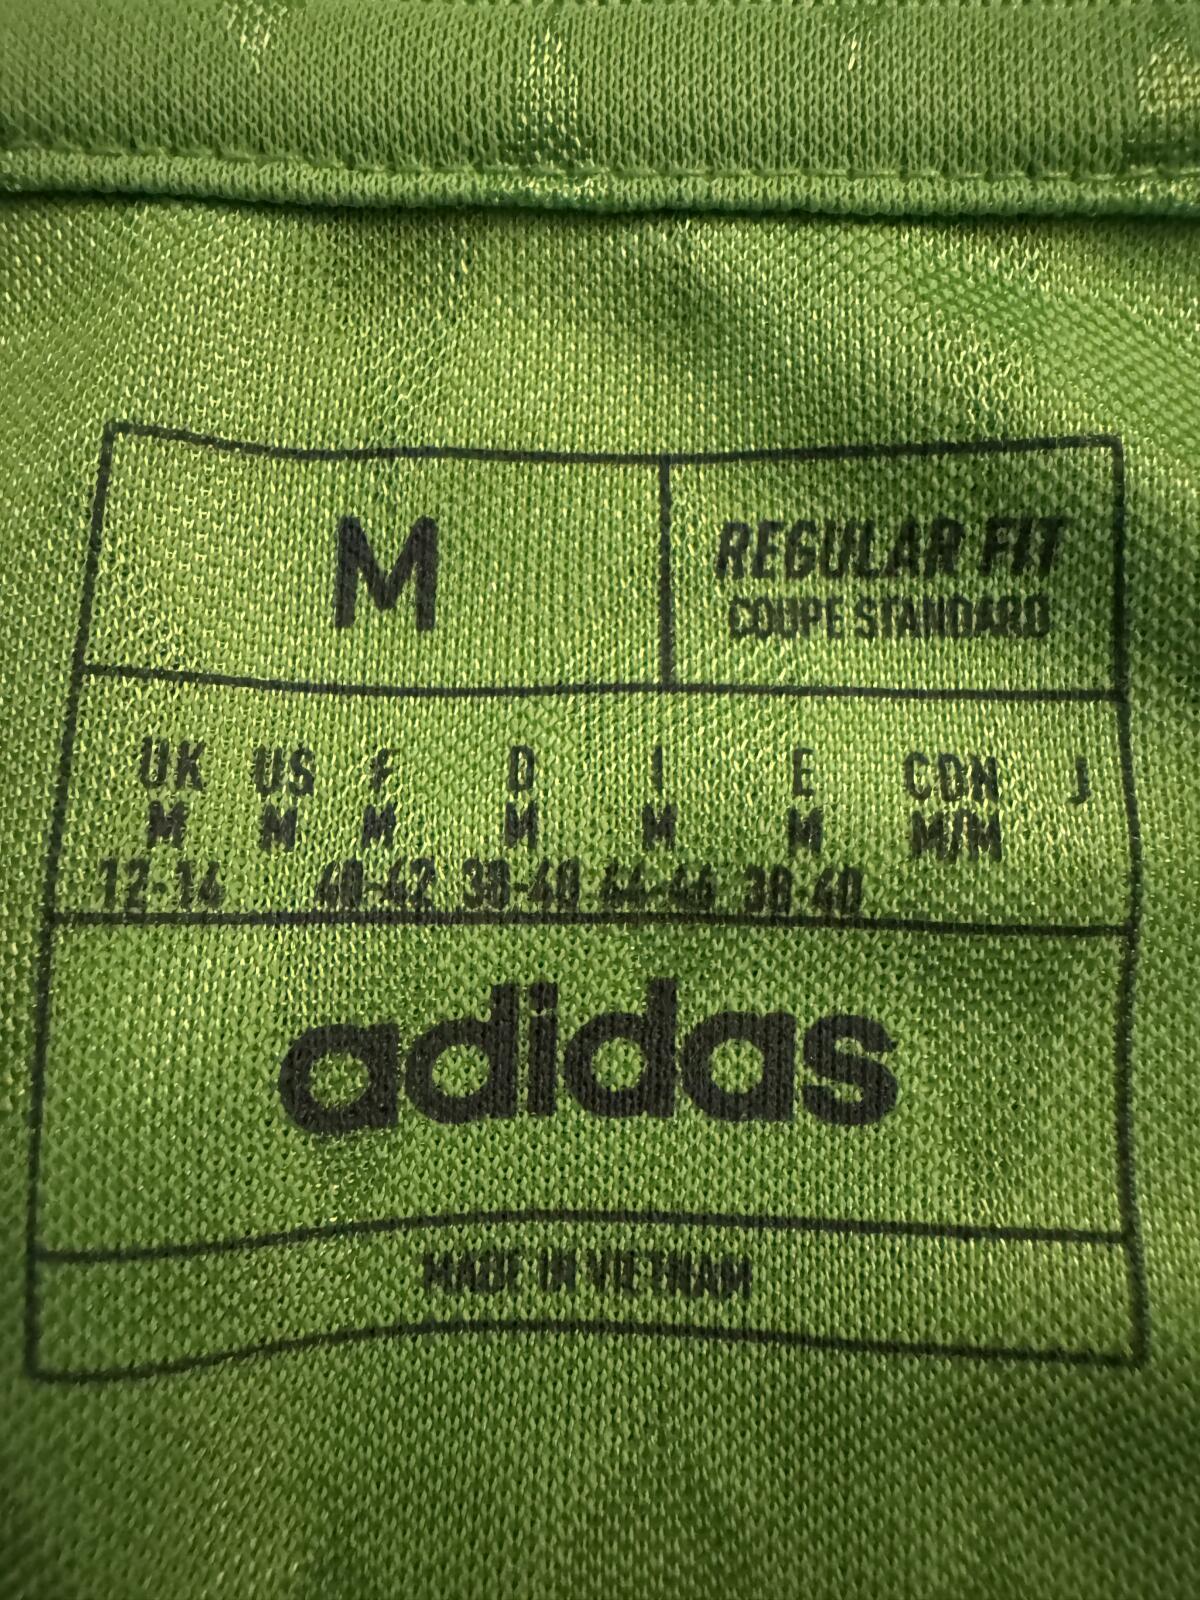 M
REGULAR FIT
COUPE STANDARD
UK US F D I E CDN J
M M M M M M M/M
12-14 40-42 38-40 44-46 38-40
adidas
MADE IN VIETNAM